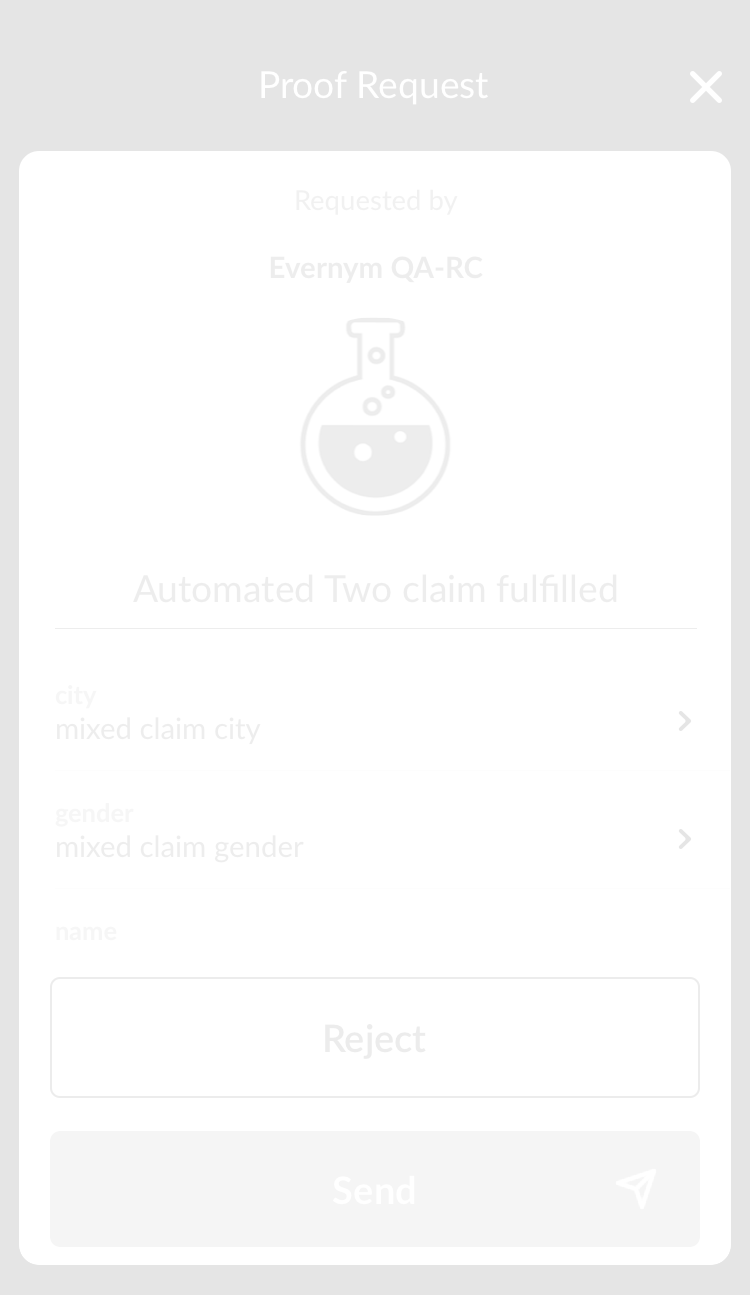 Proof Request
Requested by
Evernym QA-RC
Automated Two claim fulfilled
city
mixed claim city
gender
mixed claim gender
name
Reject
Send